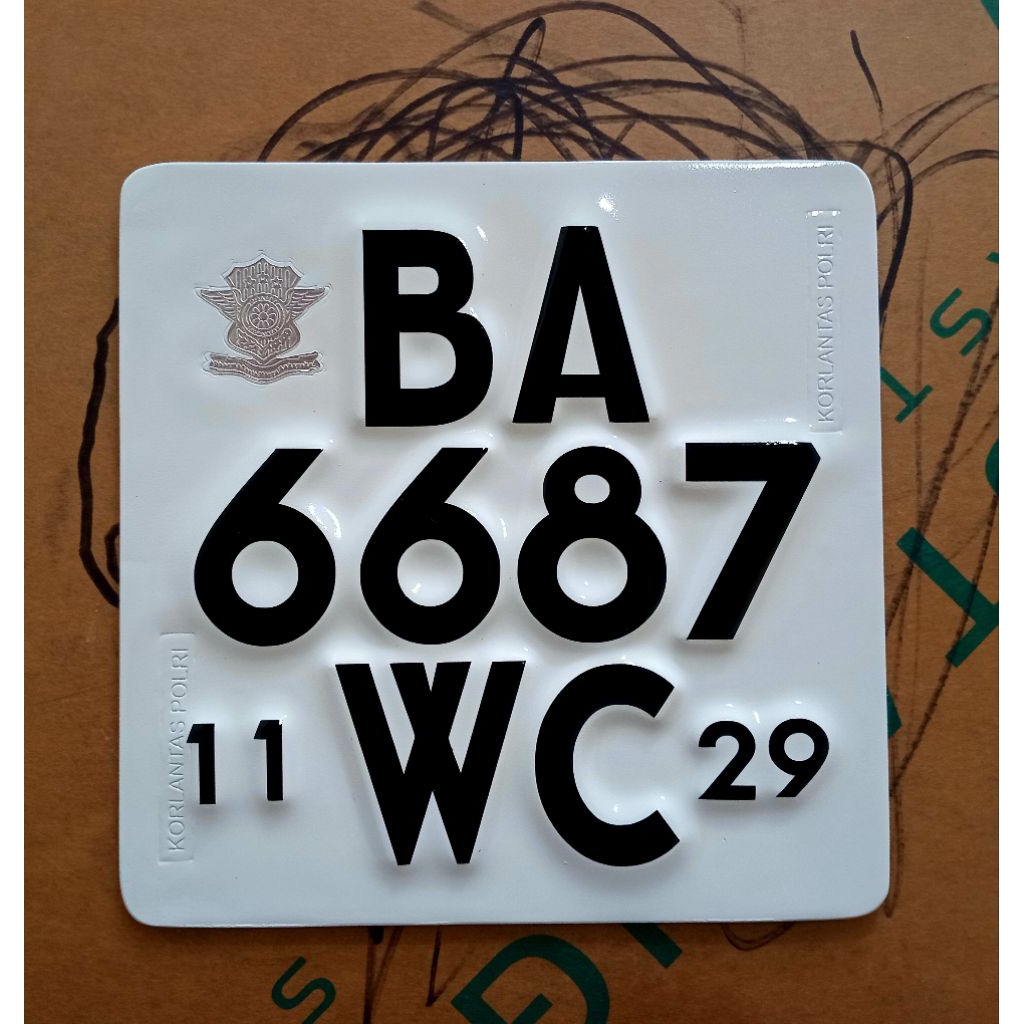 BA
KORLANTAS POLRI
6687
KORLANTAS POLRI
11 WC 29